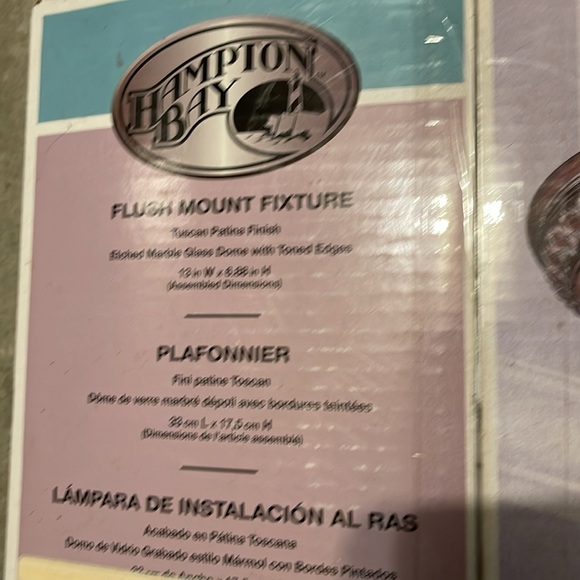 HAMPTON
BAY
FLUSH MOUNT FIXTURE
Tuscan Patina Finish
Etched Marble Glass Dome with Toned Edges
13 in W x 6.88 in H
(Assembled Dimensions)
PLAFONNIER
Fini patine Toscan
Dôme de verre marbré dépoli avec bordures teintées
33 cm L x 17,5 cm H
(Dimensions de l'article assemblé)
LÁMPARA DE INSTALACIÓN AL RAS
Acabado en Pátina Toscana
Domo de Vidrio Grabado estilo Mármol con Bordes Pintados